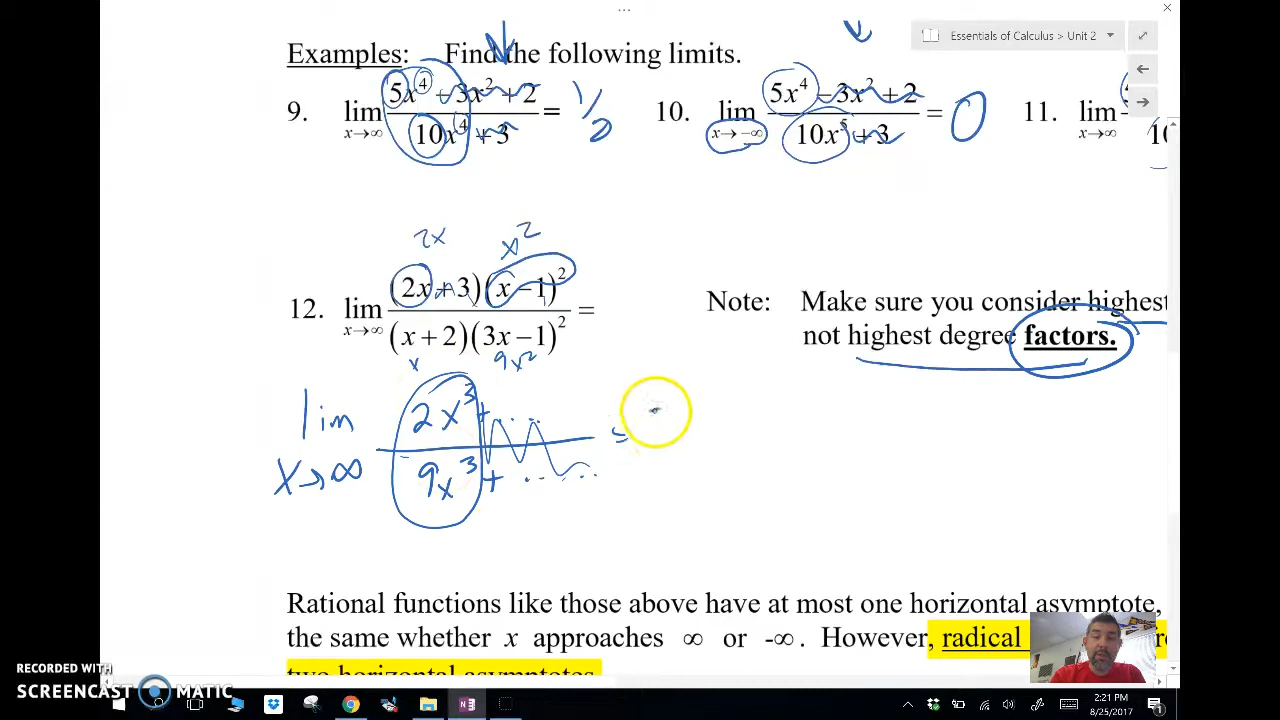 Essentials of Calculus > Unit 2
Examples: Find the following limits.
9. lim x→∞ (5x⁴ − 3x² + 2)/(10x⁴ + 3) = 1/2
10. lim x→−∞ (5x⁴ − 3x² + 2)/(10x⁵ + 3) = 0
11. lim x→∞
2x x²
12. lim x→∞ (2x + 3)(x − 1)²/(x + 2)(3x − 1)² =
x 9x²
Note: Make sure you consider highest
not highest degree factors.
lim x→∞ (2x³ + ...)/(9x³ + ...) =
Rational functions like those above have at most one horizontal asymptote,
the same whether x approaches ∞ or -∞. However, radical
two horizontal asymptotes.
RECORDED WITH
SCREENCAST MATIC
2:21 PM
8/25/2017